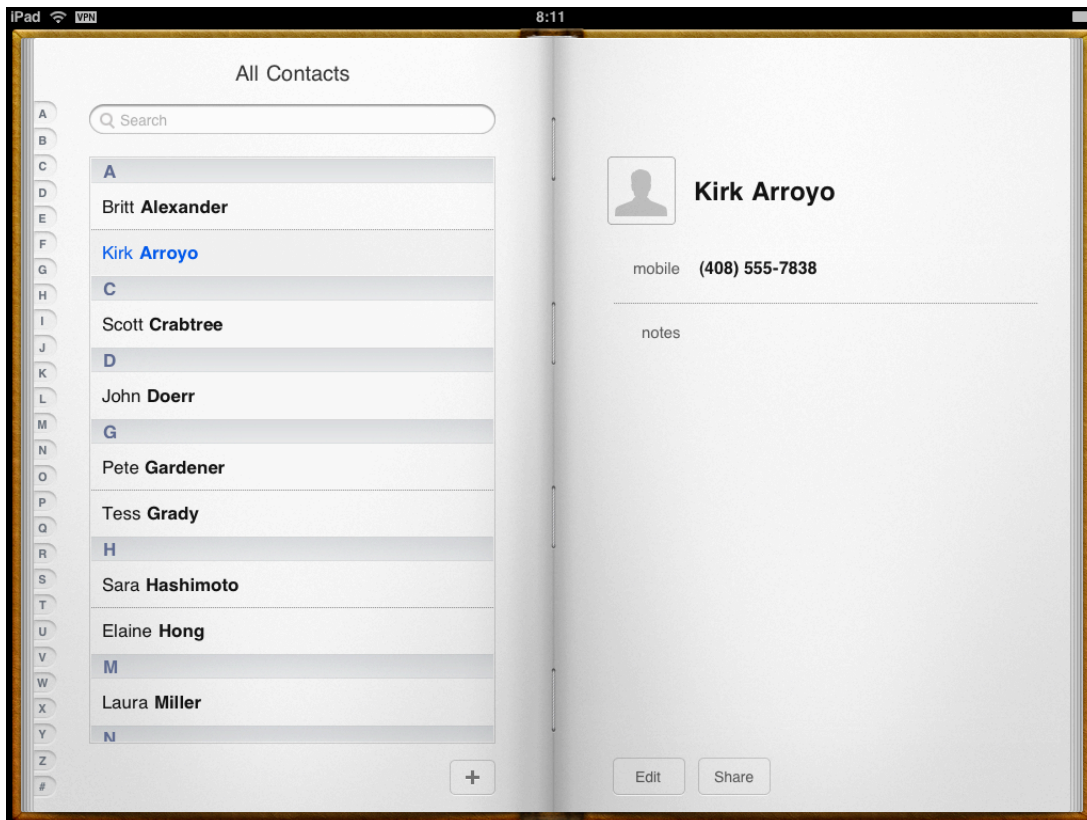 iPad VPN 8:11
All Contacts
Search
A
B
C
D
E
F
G
H
I
J
K
L
M
N
O
P
Q
R
S
T
U
V
W
X
Y
Z
#
A
Britt Alexander
Kirk Arroyo
C
Scott Crabtree
D
John Doerr
G
Pete Gardener
Tess Grady
H
Sara Hashimoto
Elaine Hong
M
Laura Miller
N
+
Kirk Arroyo
mobile (408) 555-7838
notes
Edit Share